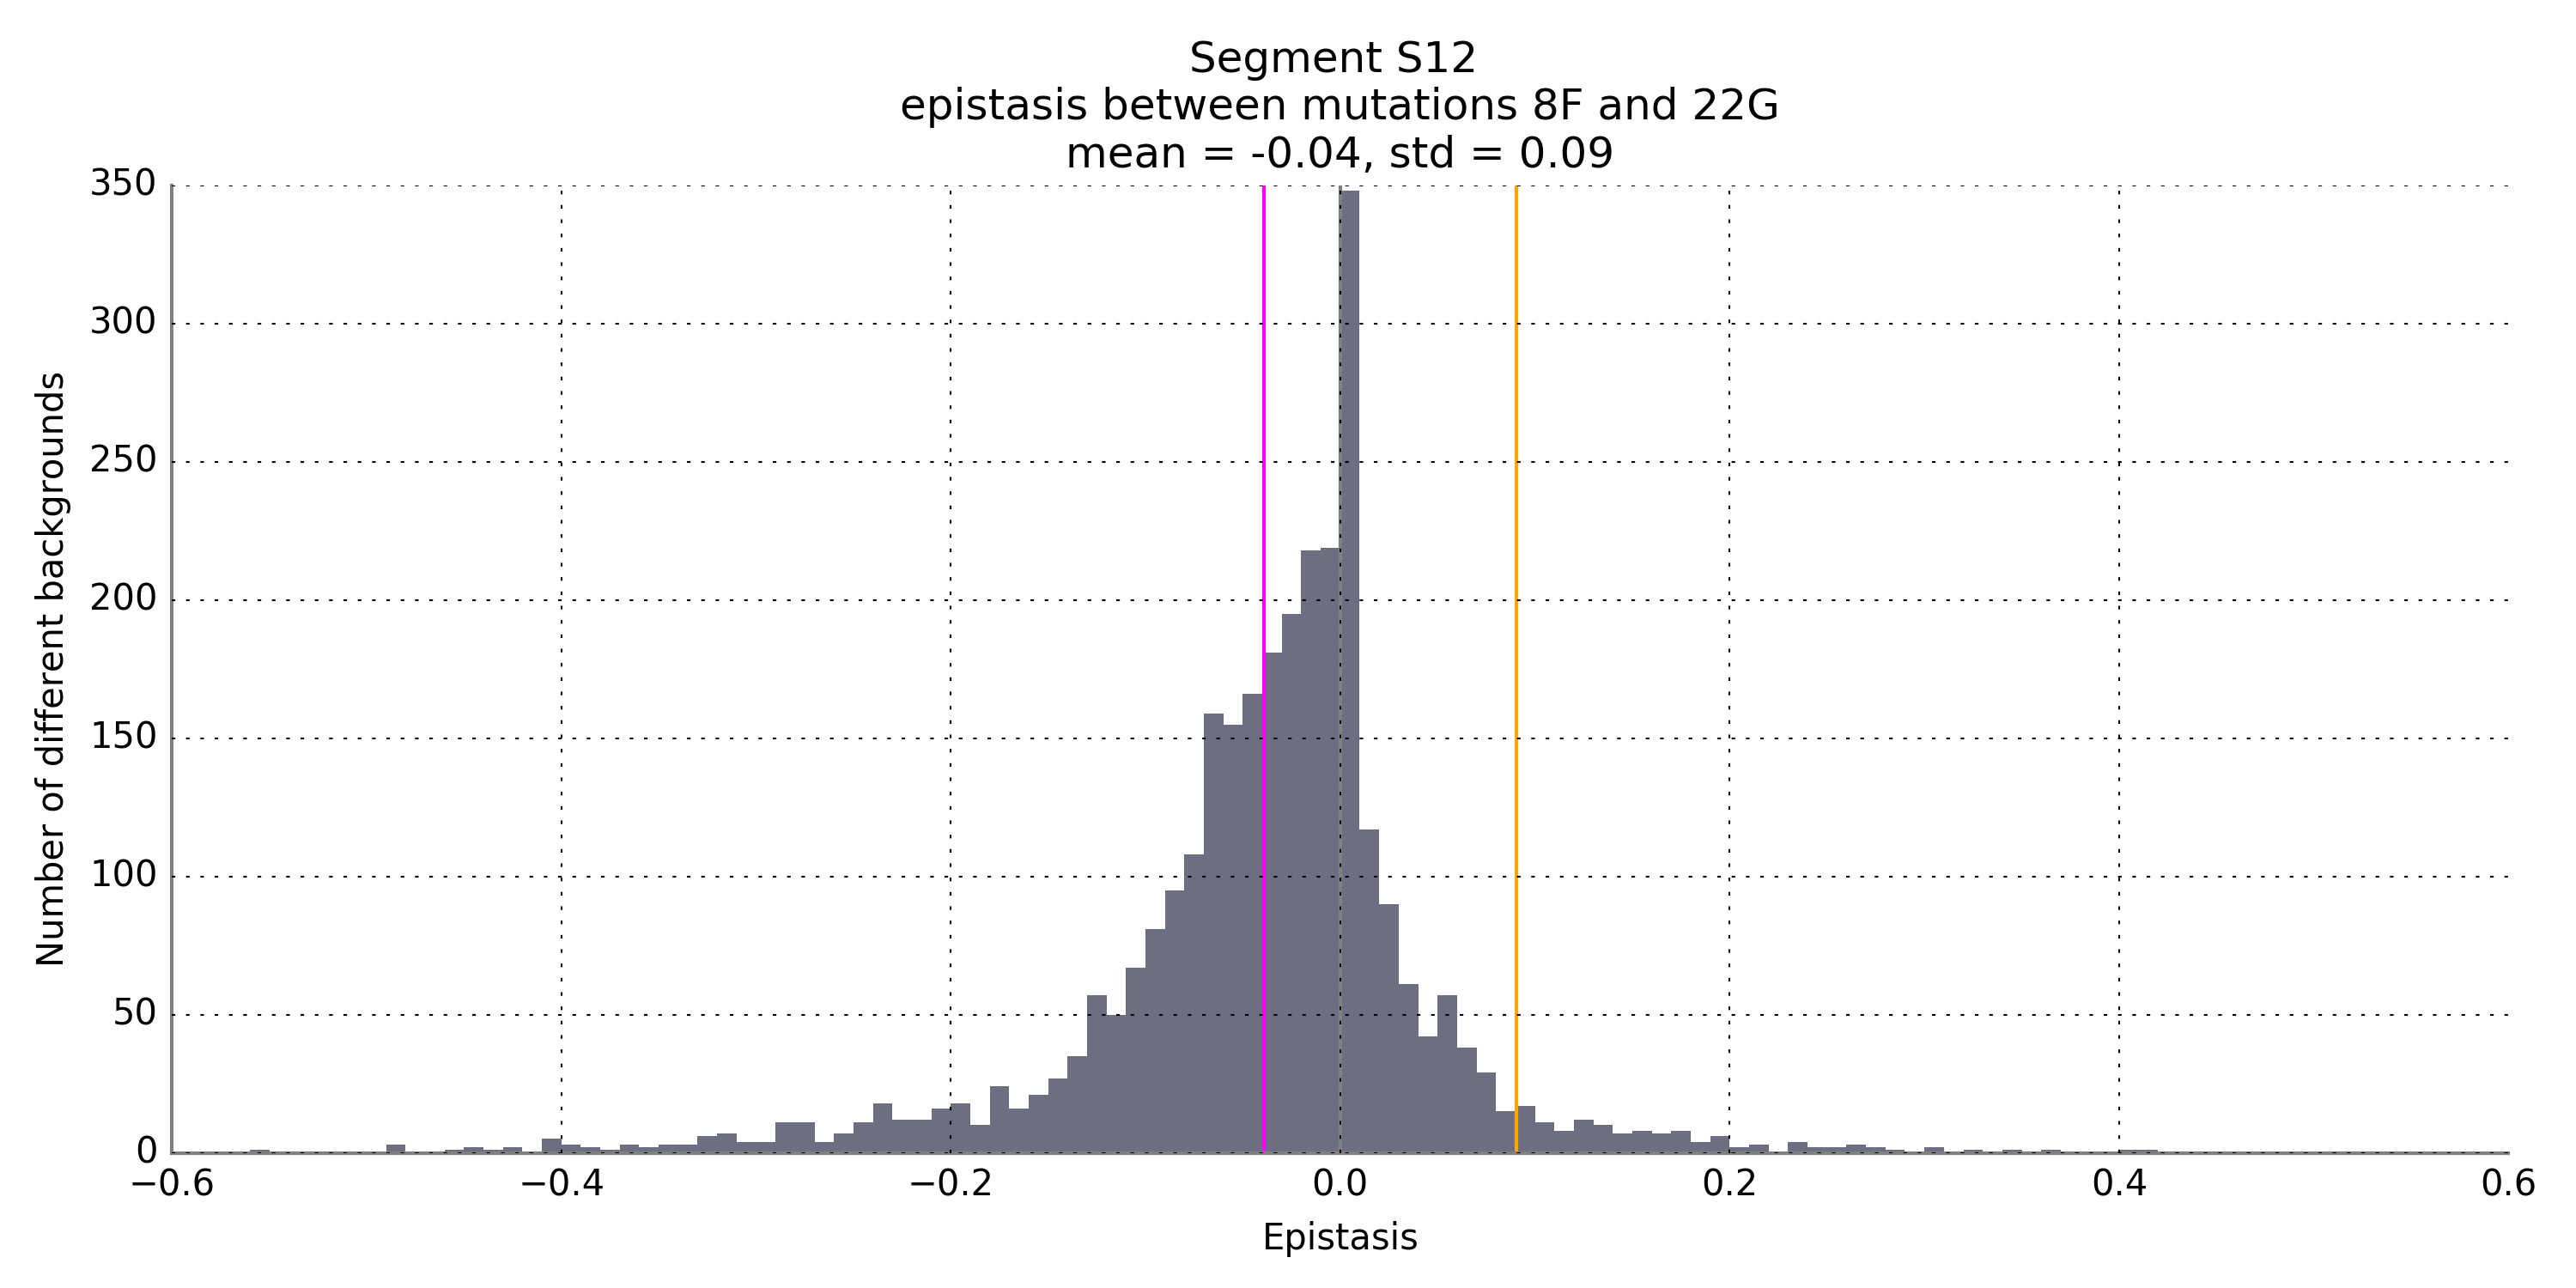 Segment S12
epistasis between mutations 8F and 22G
mean = -0.04, std = 0.09
350
300
250
200
150
100
50
0
Number of different backgrounds
−0.6 −0.4 −0.2 0.0 0.2 0.4 0.6
Epistasis